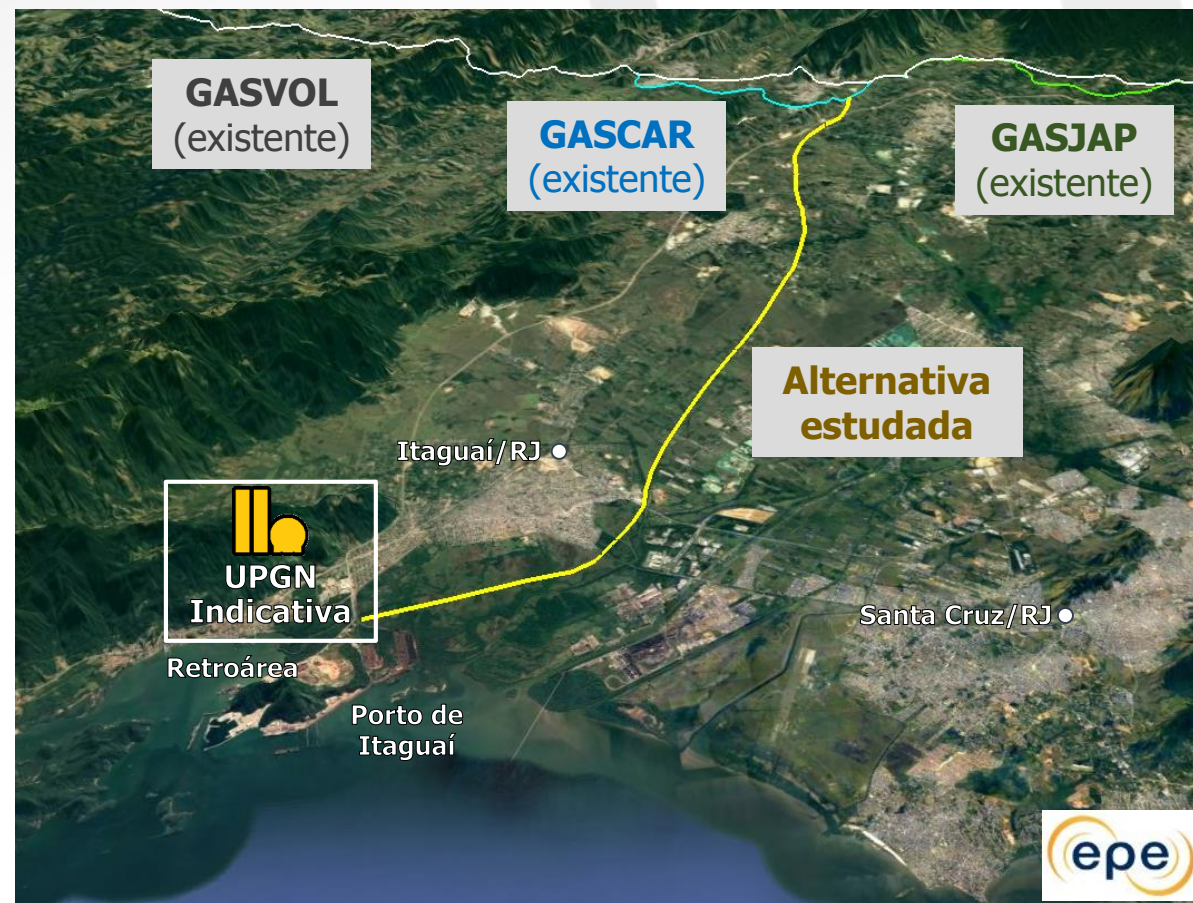 GASVOL
(existente)
GASCAR
(existente)
GASJAP
(existente)
Alternativa
estudada
Itaguaí/RJ
UPGN
Indicativa
Santa Cruz/RJ
Retroárea
Porto de
Itaguaí
epe